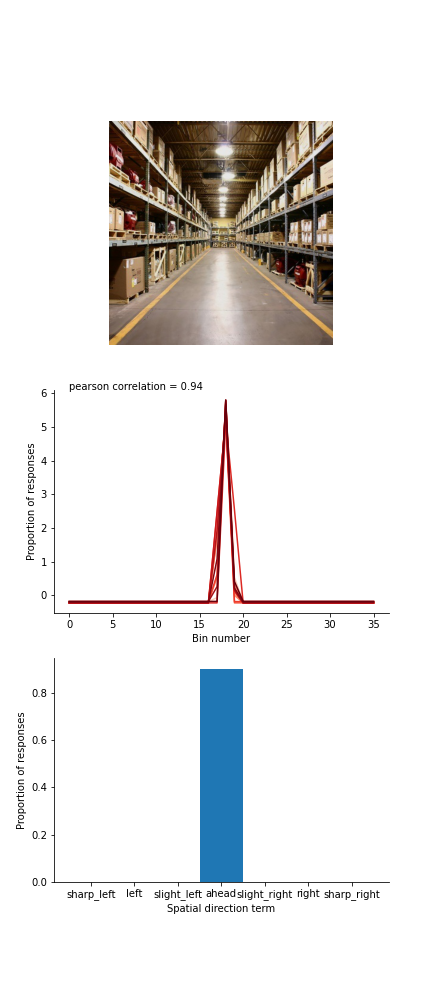 pearson correlation = 0.94
6
5
4
3
2
1
0
Proportion of responses
0 5 10 15 20 25 30 35
Bin number
0.8
0.6
0.4
0.2
0.0
Proportion of responses
sharp_left left slight_left ahead slight_right right sharp_right
Spatial direction term